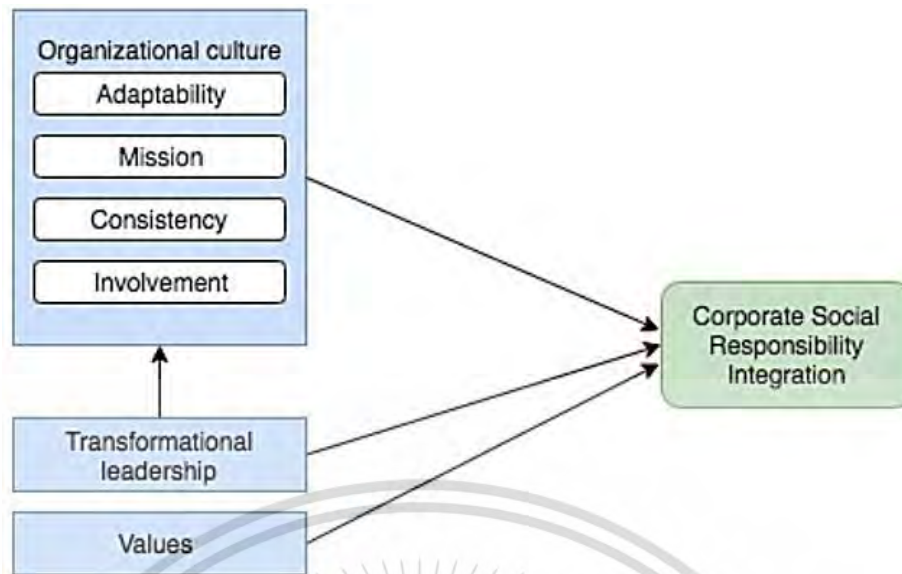 Organizational culture
Adaptability
Mission
Consistency
Involvement
Transformational
leadership
Values
Corporate Social
Responsibility
Integration